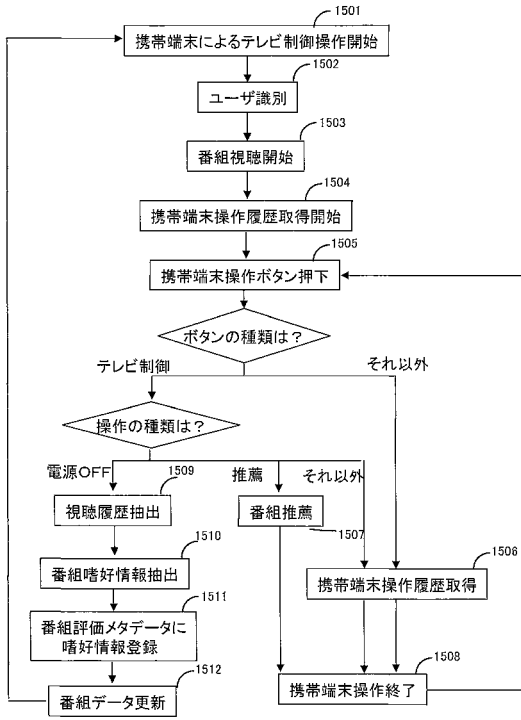 1501
携帯端末によるテレビ制御操作開始
1502
ユーザ識別
1503
番組視聴開始
1504
携帯端末操作履歴取得開始
1505
携帯端末操作ボタン押下
ボタンの種類は?
テレビ制御
それ以外
操作の種類は?
電源OFF
1509
推薦
それ以外
視聴履歴抽出
番組推薦
1507
1510
番組嗜好情報抽出
1506
携帯端末操作履歴取得
1511
番組評価メタデータに
嗜好情報登録
1512
番組データ更新
1508
携帯端末操作終了